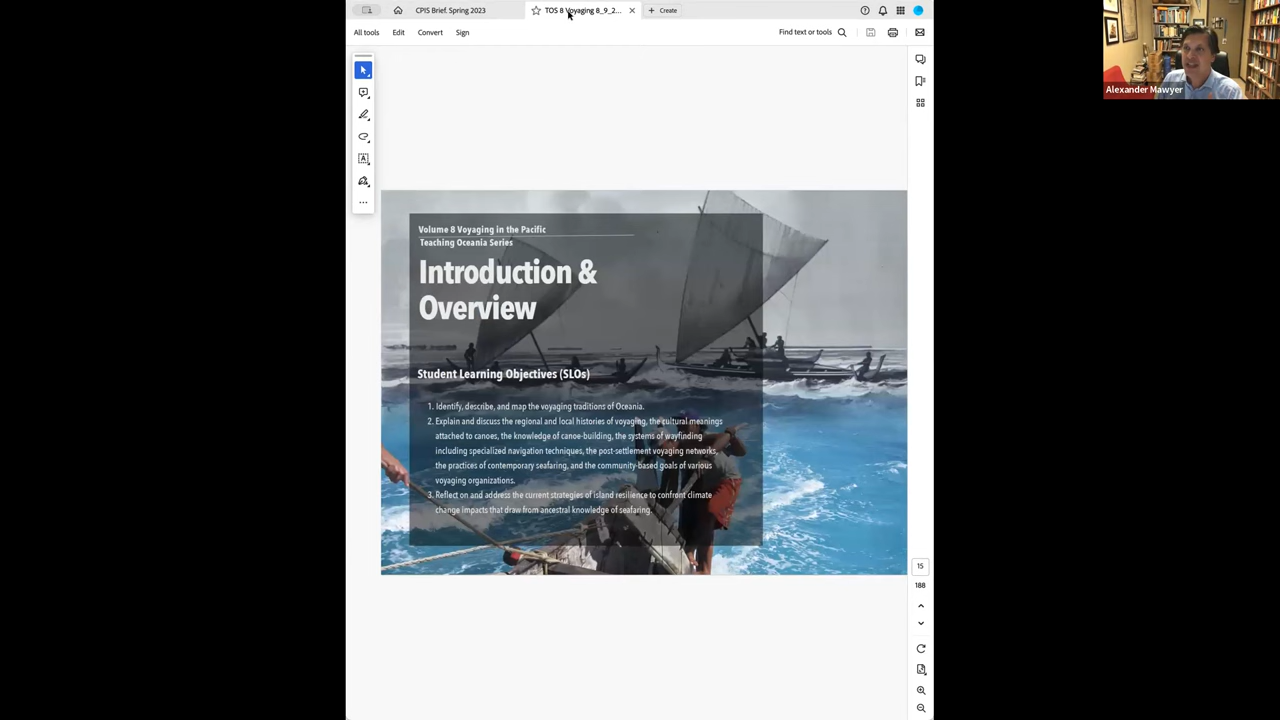 CPIS Brief. Spring 2023
TOS 8 Voyaging 8_9_2...
Create
All tools
Edit
Convert
Sign
Find text or tools
Alexander Mawyer
Volume 8 Voyaging in the Pacific
Teaching Oceania Series
Introduction &
Overview
Student Learning Objectives (SLOs)
1. Identify, describe, and map the voyaging traditions of Oceania.
2. Explain and discuss the regional and local histories of voyaging, the cultural meanings
attached to canoes, the knowledge of canoe-building, the systems of wayfinding
including specialized navigation techniques, the post-settlement voyaging networks,
the practices of contemporary seafaring, and the community-based goals of various
voyaging organizations.
3. Reflect on and address the current strategies of island resilience to confront climate
change impacts that draw from ancestral knowledge of seafaring.
15
188